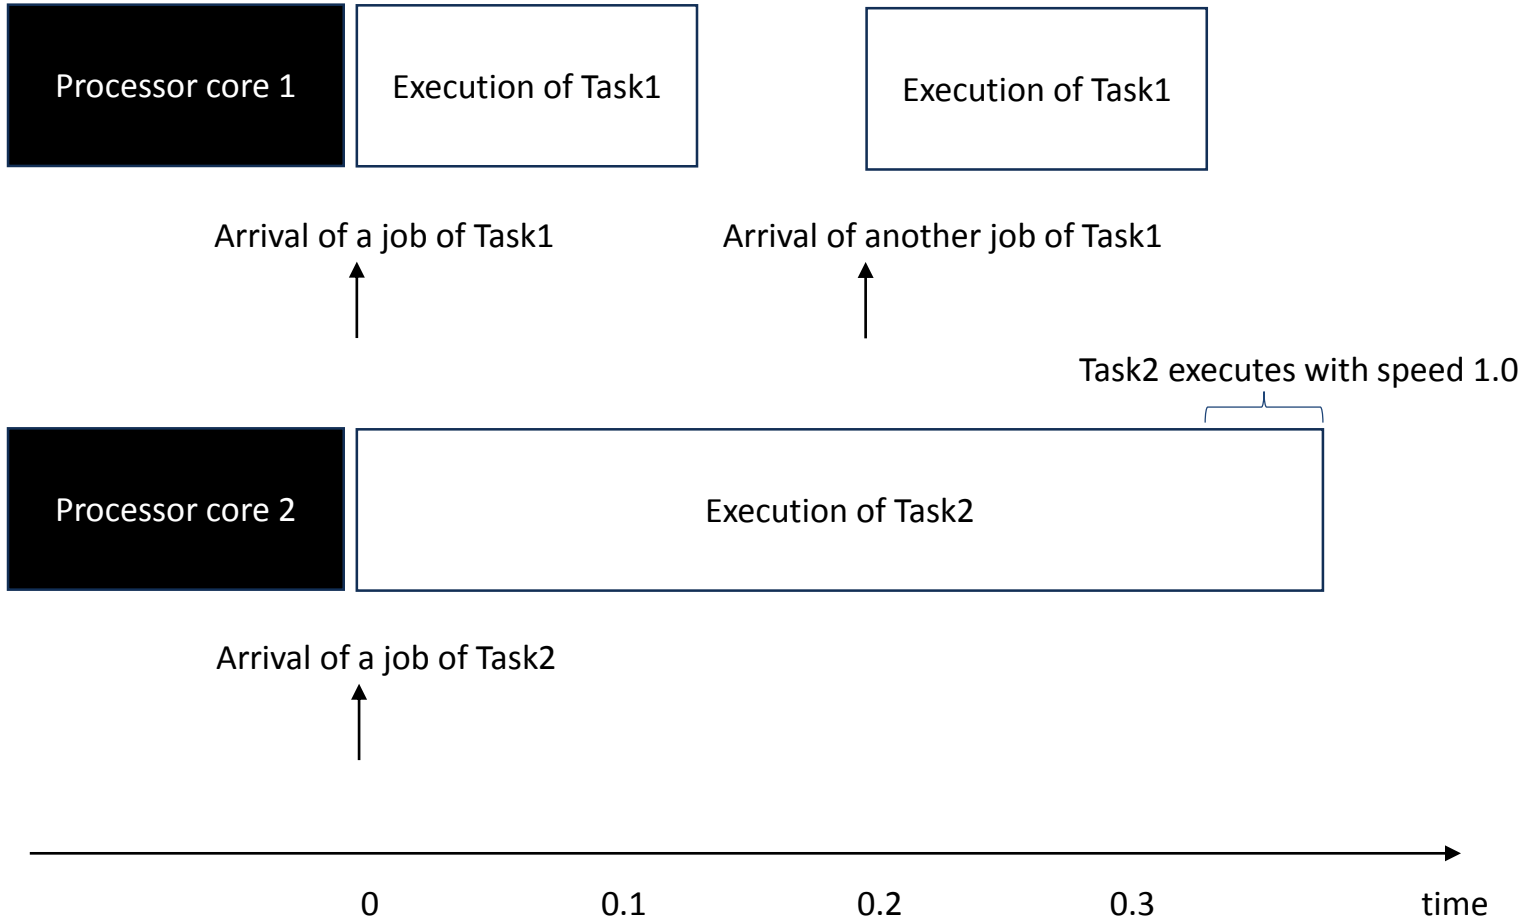 Processor core 1
Execution of Task1
Execution of Task1
Arrival of a job of Task1
Arrival of another job of Task1
Task2 executes with speed 1.0
Processor core 2
Execution of Task2
Arrival of a job of Task2
0 0.1 0.2 0.3 time